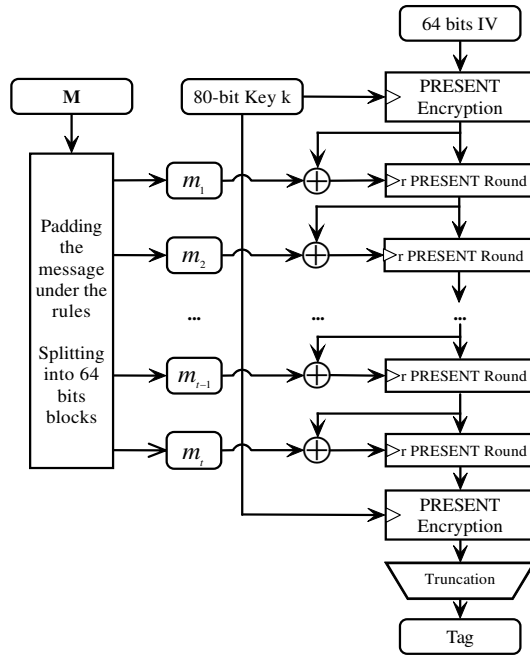 64 bits IV
M
80-bit Key k
PRESENT
Encryption
m1
r PRESENT Round
Padding
the
message
under the
rules
m2
r PRESENT Round
...
...
...
Splitting
into 64
bits
blocks
mt−1
r PRESENT Round
mt
r PRESENT Round
PRESENT
Encryption
Truncation
Tag